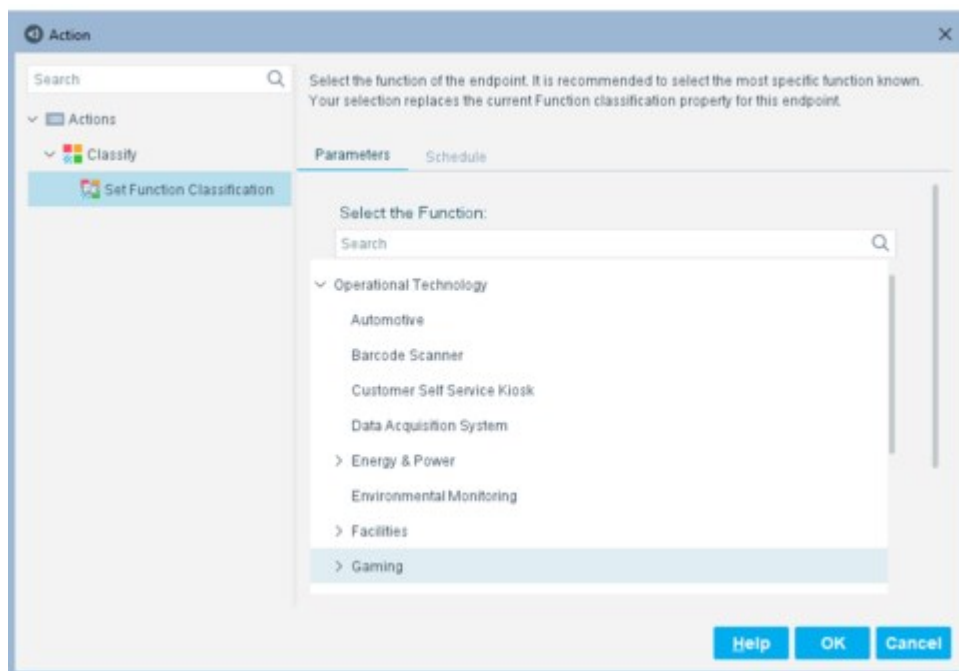 Action
Search
Actions
Classify
Set Function Classification
Select the function of the endpoint. It is recommended to select the most specific function known.
Your selection replaces the current Function classification property for this endpoint.
Parameters
Schedule
Select the Function:
Search
Operational Technology
Automotive
Barcode Scanner
Customer Self Service Kiosk
Data Acquisition System
Energy & Power
Environmental Monitoring
Facilities
Gaming
Help
OK
Cancel